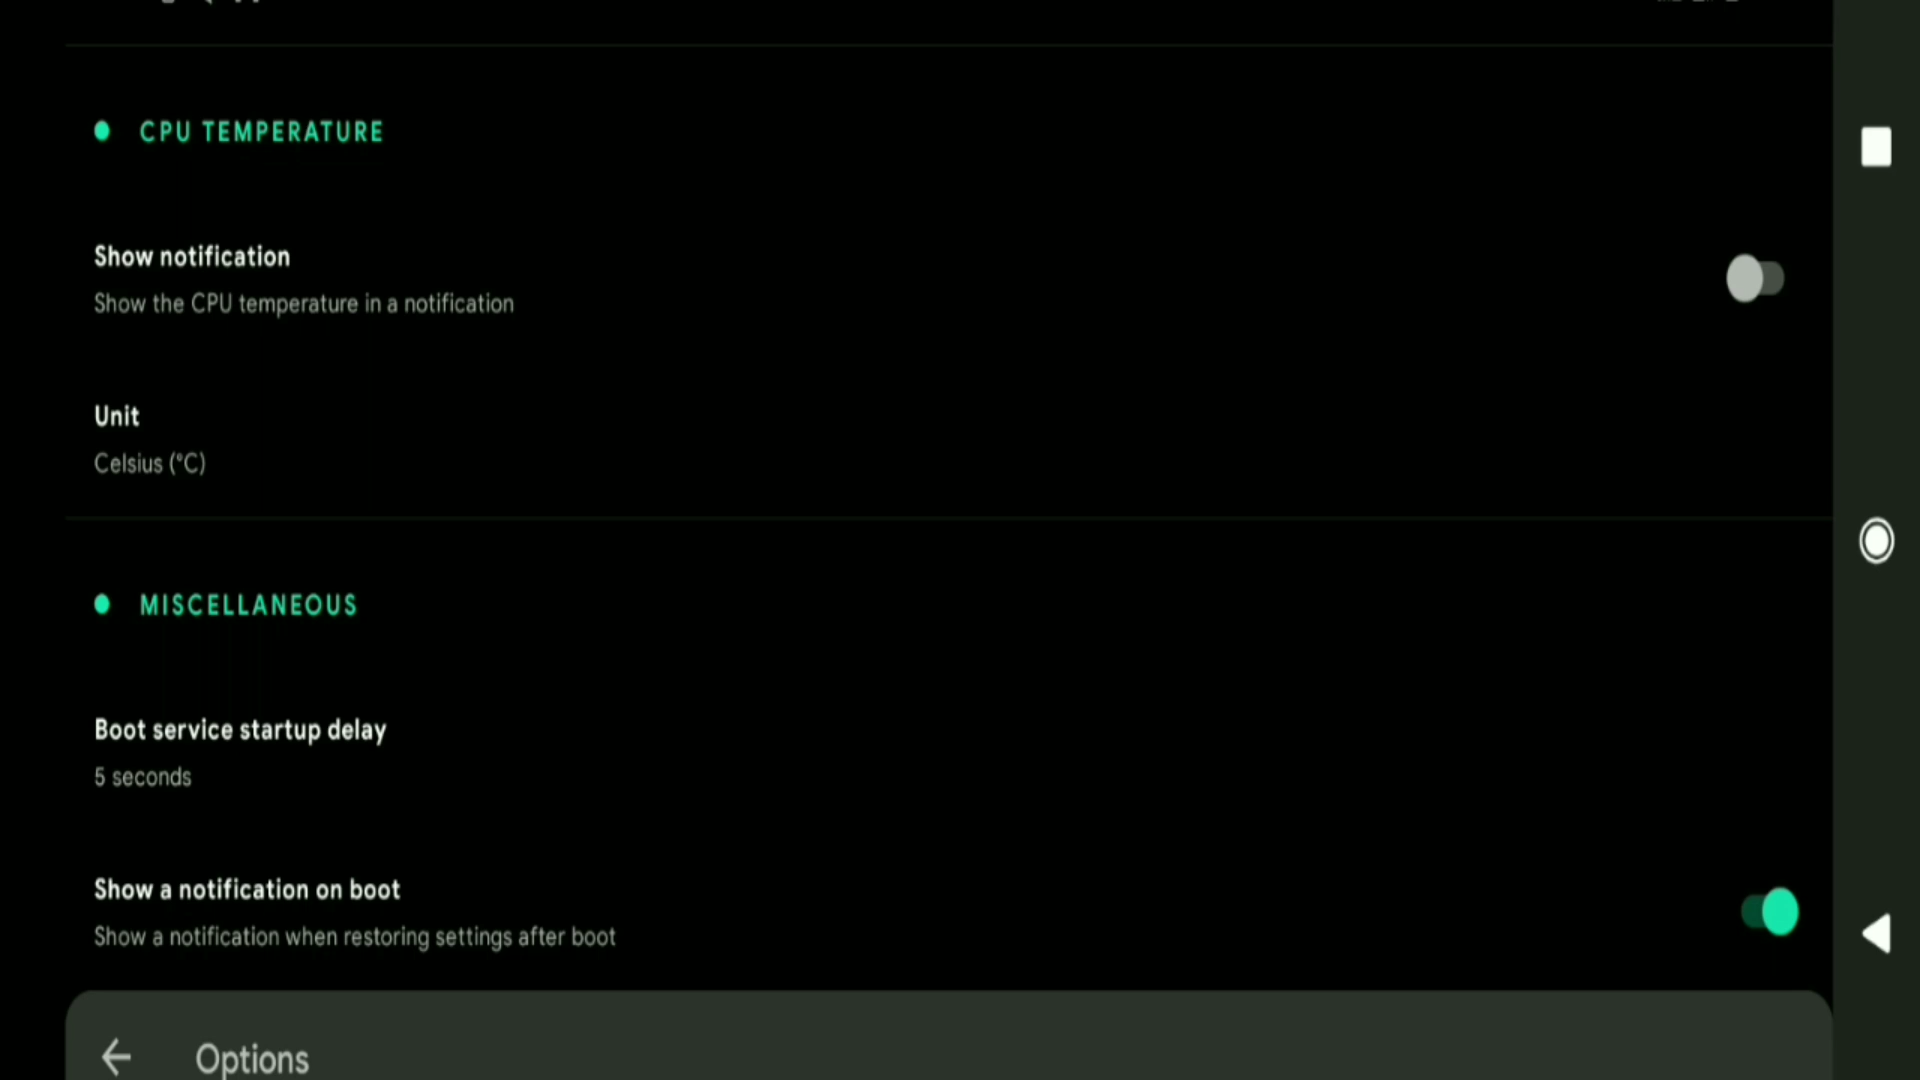 CPU TEMPERATURE
Show notification
Show the CPU temperature in a notification
Unit
Celsius (°C)
MISCELLANEOUS
Boot service startup delay
5 seconds
Show a notification on boot
Show a notification when restoring settings after boot
Options